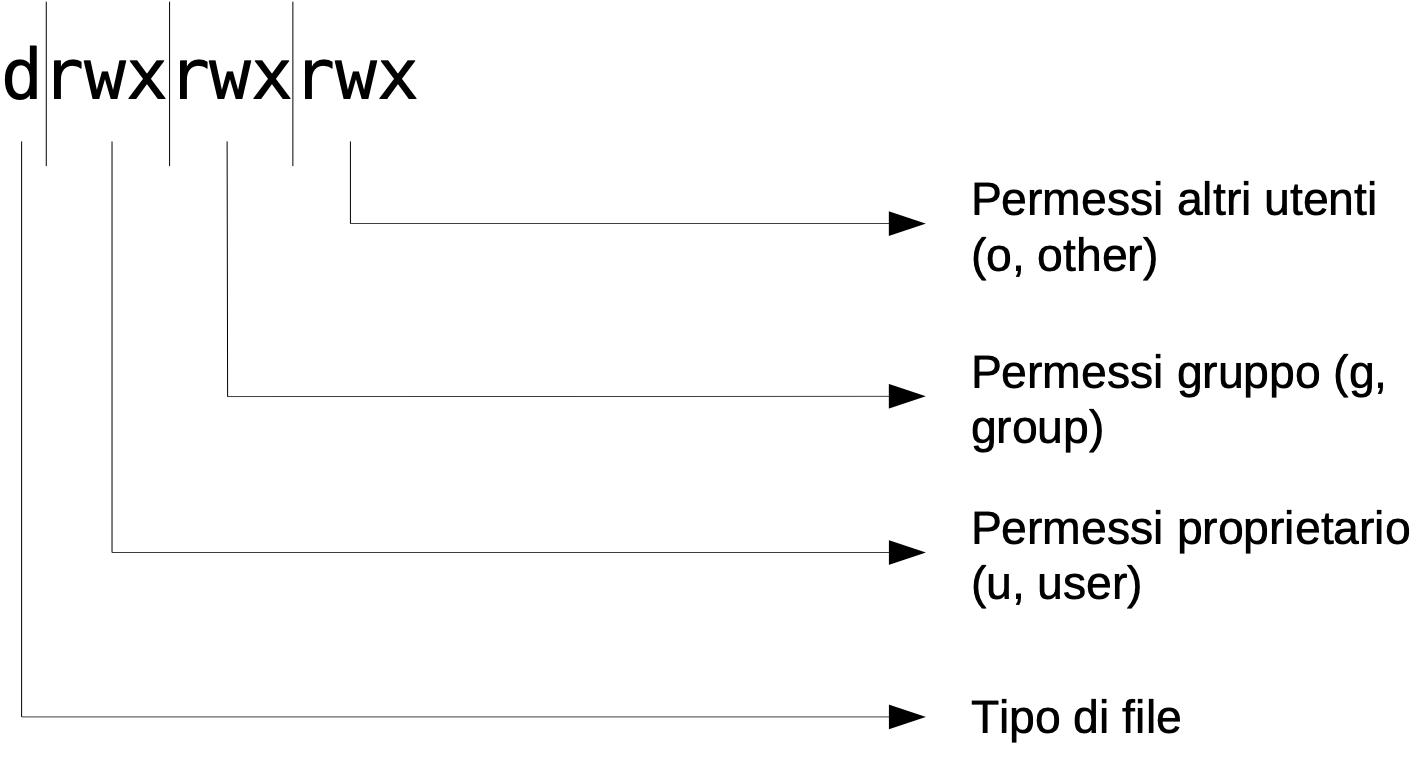 drwxrwxrwx
Permessi altri utenti
(o, other)
Permessi gruppo (g,
group)
Permessi proprietario
(u, user)
Tipo di file